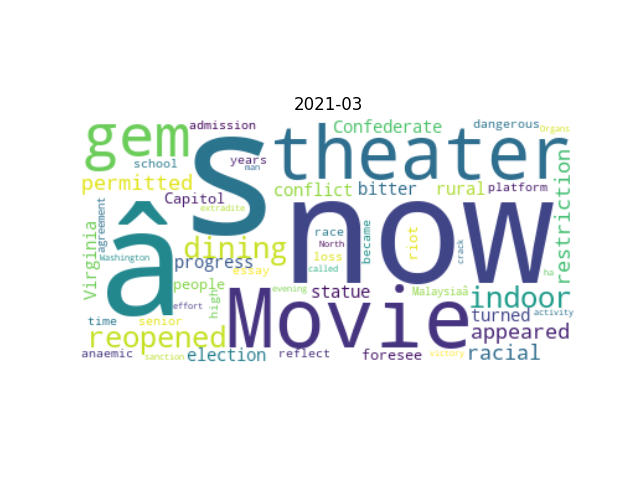 2021-03
gem
admission
s
theater
Confederate
dangerous
Organs
school
years
man
permitted
Capitol
extradite
conflict
bitter
rural
platform
restriction
agreement
â
now
Virginia
Washington
dining
progress
essay
people
high
effort
evening
race
North
loss
called
became
riot
crack
ha
statue
Movie
Malaysiaâ
indoor
time
senior
reopened
turned
activity
appeared
anaemic
sanction
election
reflect
foresee
victory
racial